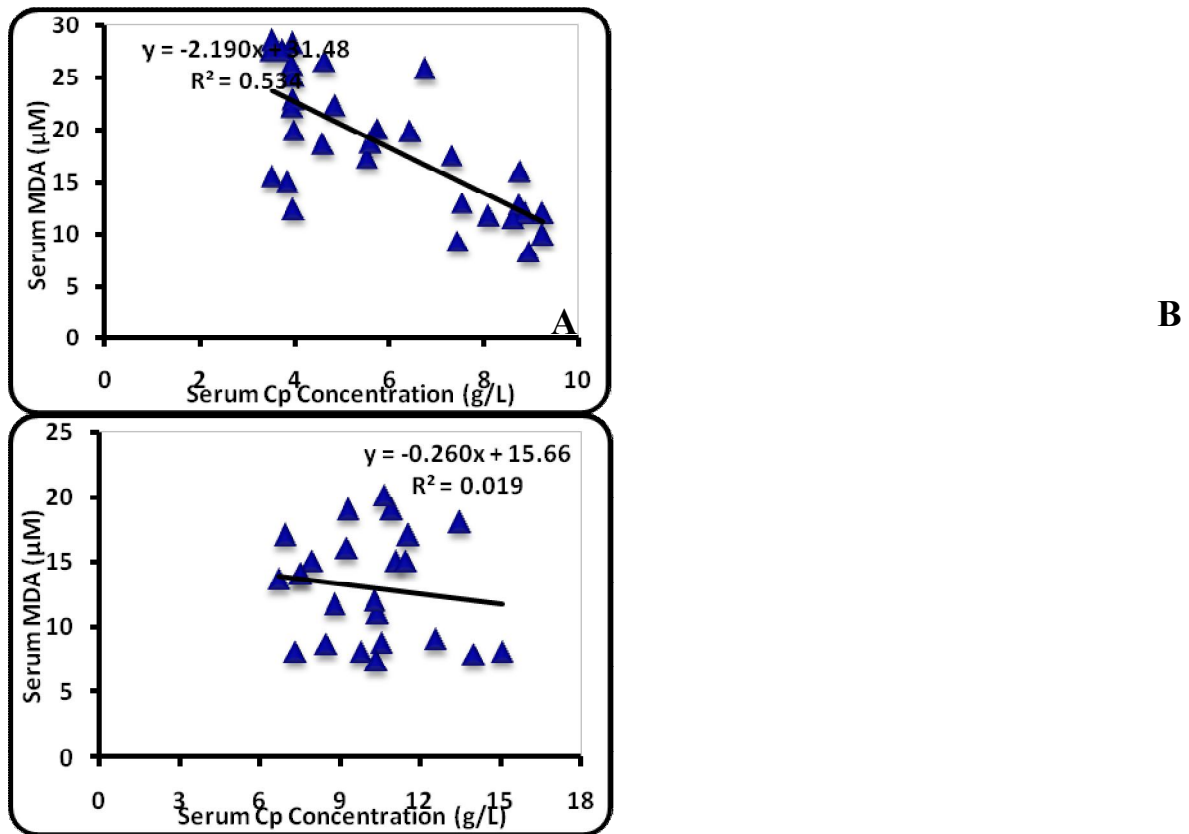 30
25
20
15
10
5
0
Serum MDA (µM)
y = -2.190x + 31.48
R² = 0.534
A
0 2 4 6 8 10
Serum Cp Concentration (g/L)
B
25
20
15
10
5
0
Serum MDA (µM)
y = -0.260x + 15.66
R² = 0.019
0 3 6 9 12 15 18
Serum Cp Concentration (g/L)